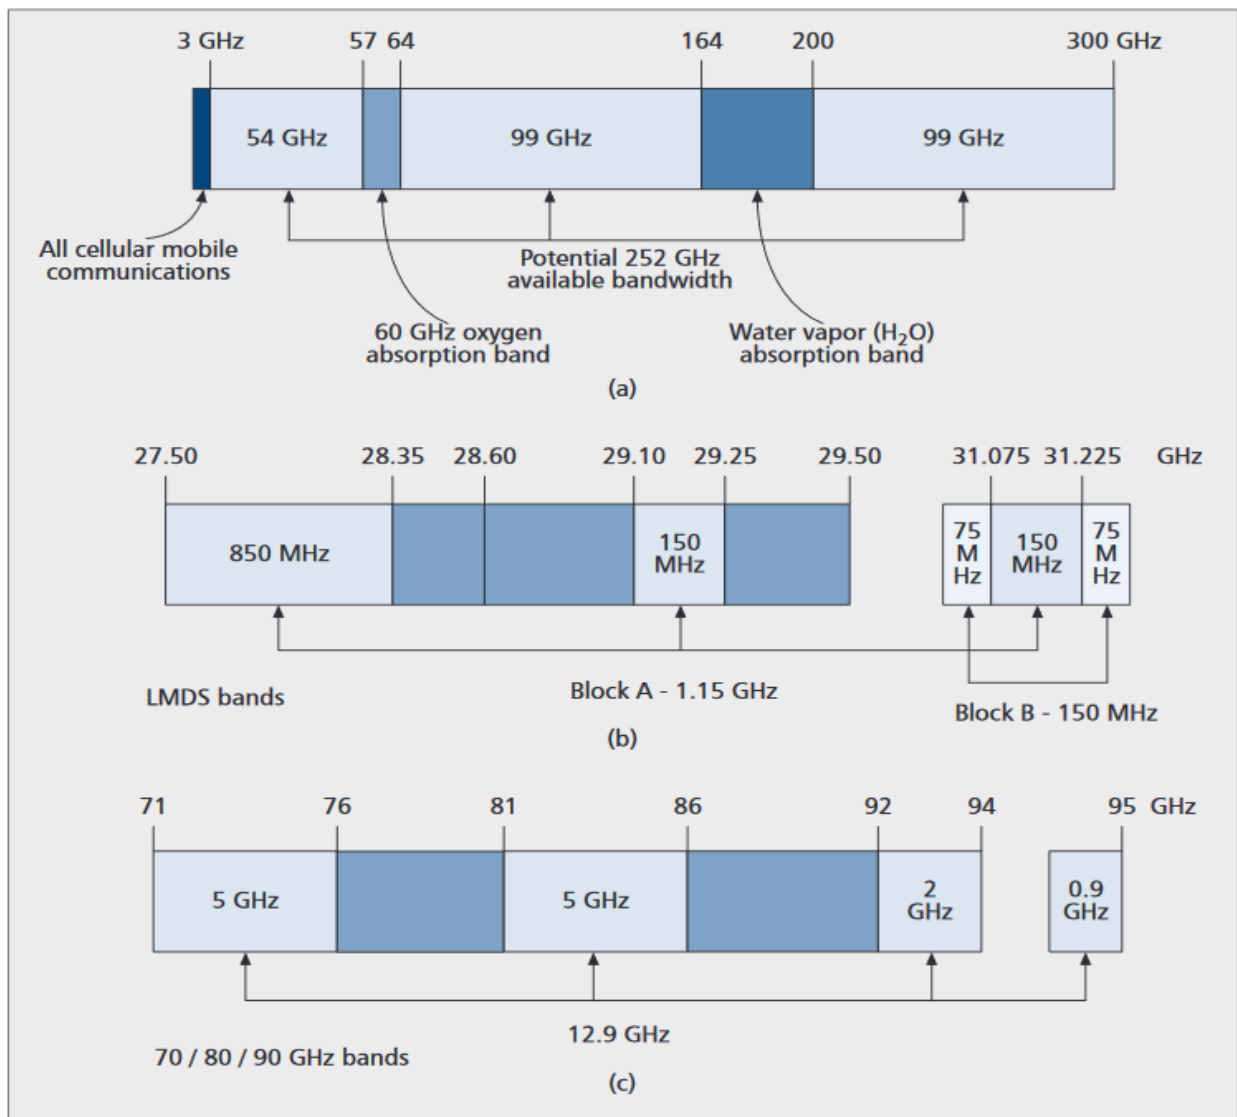 3 GHz 57 64 164 200 300 GHz
54 GHz 99 GHz 99 GHz
All cellular mobile
communications
Potential 252 GHz
available bandwidth
60 GHz oxygen
absorption band
Water vapor (H₂O)
absorption band
(a)
27.50 28.35 28.60 29.10 29.25 29.50 31.075 31.225 GHz
850 MHz
150
MHz
75
M
Hz
150
MHz
75
M
Hz
LMDS bands
Block A - 1.15 GHz
Block B - 150 MHz
(b)
71 76 81 86 92 94 95 GHz
5 GHz
5 GHz
2
GHz
0.9
GHz
12.9 GHz
70 / 80 / 90 GHz bands
(c)